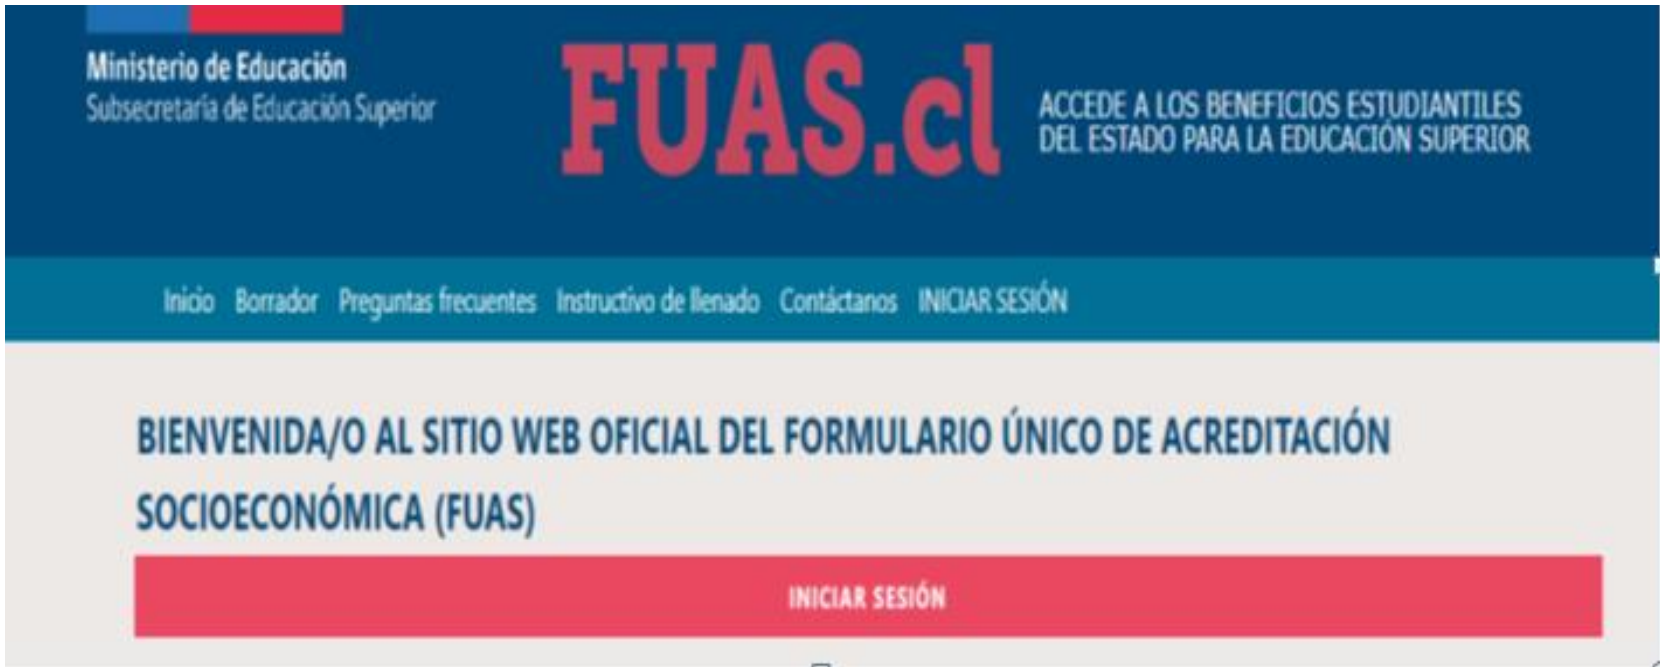 Ministerio de Educación
Subsecretaría de Educación Superior
FUAS.cl
ACCEDE A LOS BENEFICIOS ESTUDIANTILES
DEL ESTADO PARA LA EDUCACIÓN SUPERIOR
Inicio Borrador Preguntas frecuentes Instructivo de llenado Contáctanos INICIAR SESIÓN
BIENVENIDA/O AL SITIO WEB OFICIAL DEL FORMULARIO ÚNICO DE ACREDITACIÓN
SOCIOECONÓMICA (FUAS)
INICIAR SESIÓN